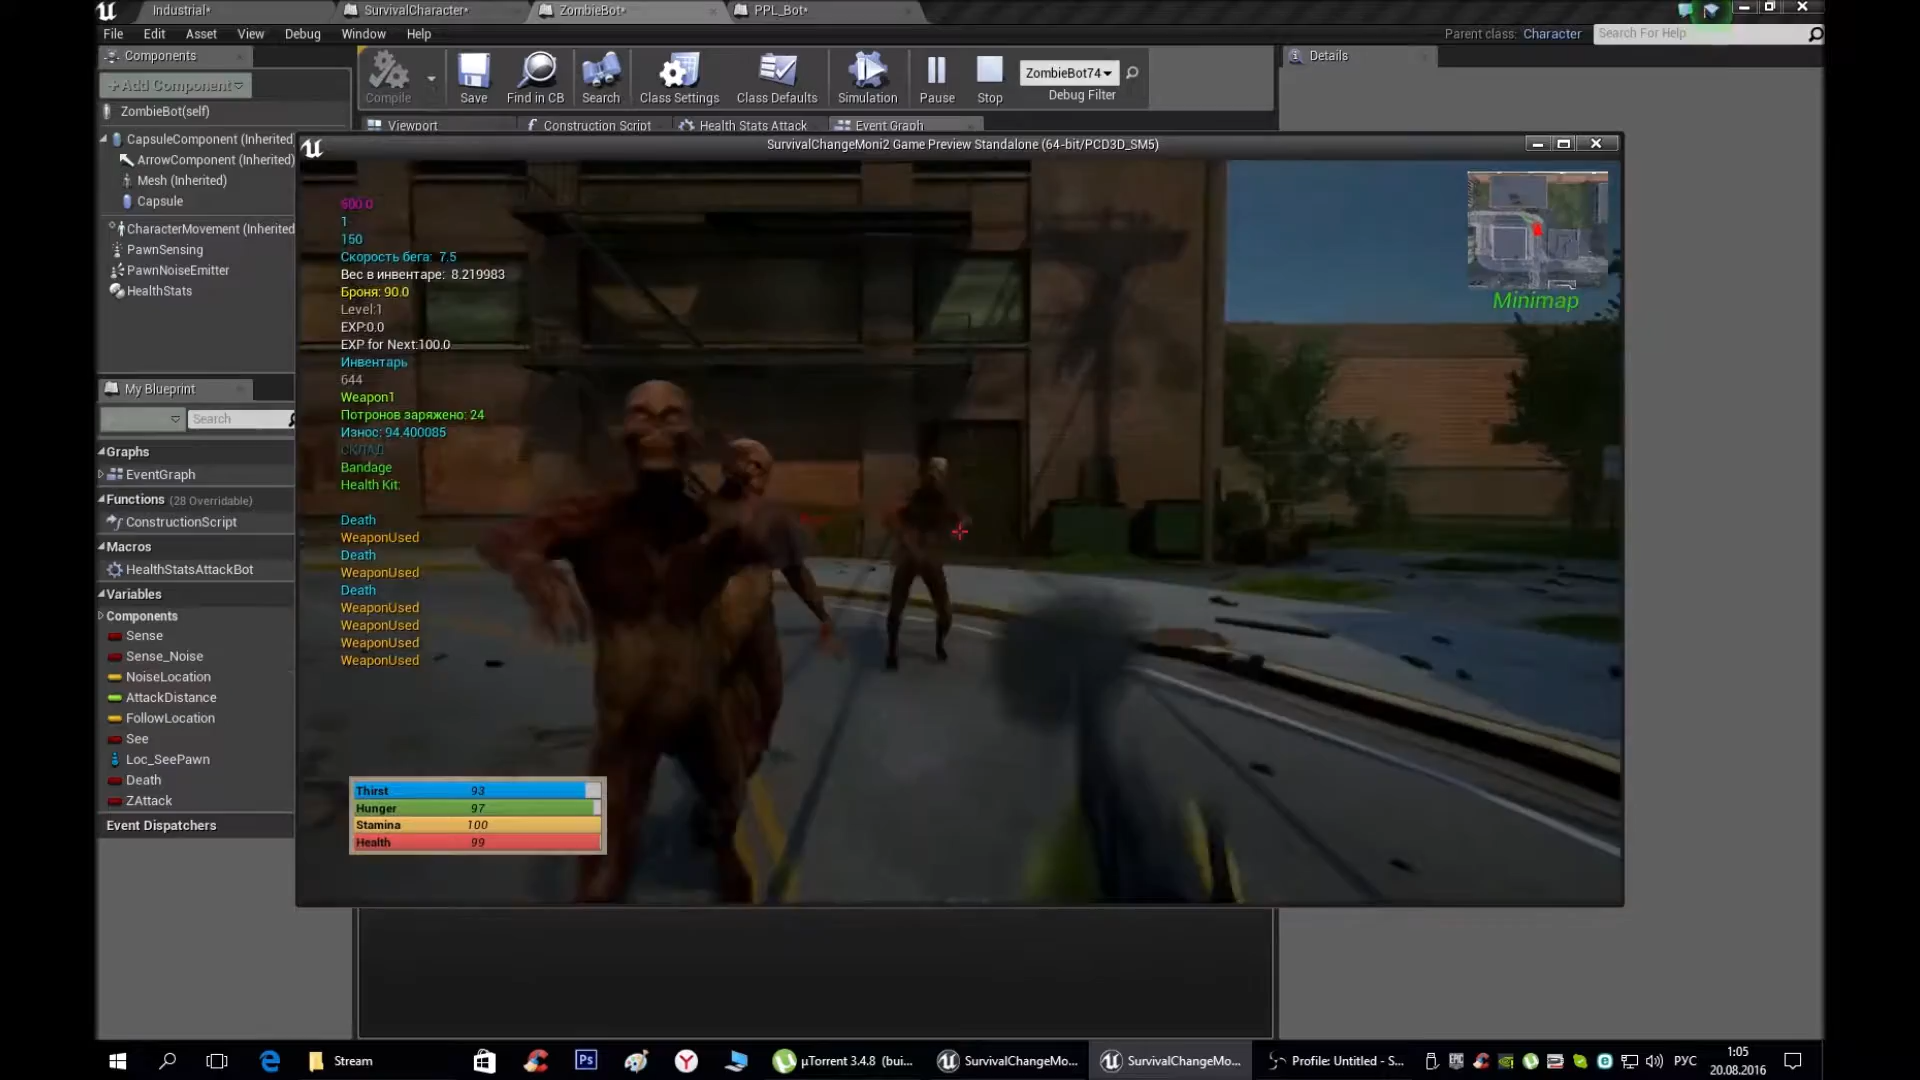 Industrial*
SurvivalCharacter*
ZombieBot*
PPL_Bot*
File Edit Asset View Debug Window Help
Parent class: Character
Search For Help
Components
+Add Component
ZombieBot(self)
CapsuleComponent (Inherited)
ArrowComponent (Inherited)
Mesh (Inherited)
Capsule
CharacterMovement (Inherited
PawnSensing
PawnNoiseEmitter
HealthStats
Compile
Save
Find in CB
Search
Class Settings
Class Defaults
Simulation
Pause
Stop
ZombieBot74
Debug Filter
Details
Viewport
Construction Script
Health Stats Attack
Event Graph
My Blueprint
Search
Graphs
EventGraph
Functions (28 Overridable)
ConstructionScript
Macros
HealthStatsAttackBot
Variables
Components
Sense
Sense_Noise
NoiseLocation
AttackDistance
FollowLocation
See
Loc_SeePawn
Death
ZAttack
Event Dispatchers
SurvivalChangeMoni2 Game Preview Standalone (64-bit/PCD3D_SM5)
1
150
Скорость бега: 7.5
Вес в инвентаре: 8.219983
Броня: 90.0
Level:1
EXP:0.0
EXP for Next:100.0
Инвентарь
644
Weapon1
Потронов заряжено: 24
Износ: 94.400085
СКЛАД
Bandage
Health Kit:
Death
WeaponUsed
Death
WeaponUsed
Death
WeaponUsed
WeaponUsed
WeaponUsed
WeaponUsed
Minimap
Thirst 93
Hunger 97
Stamina 100
Health 99
Stream
Ps
µTorrent 3.4.8 (bui...
SurvivalChangeMo...
SurvivalChangeMo...
Profile: Untitled - S...
РУС
1:05
20.08.2016